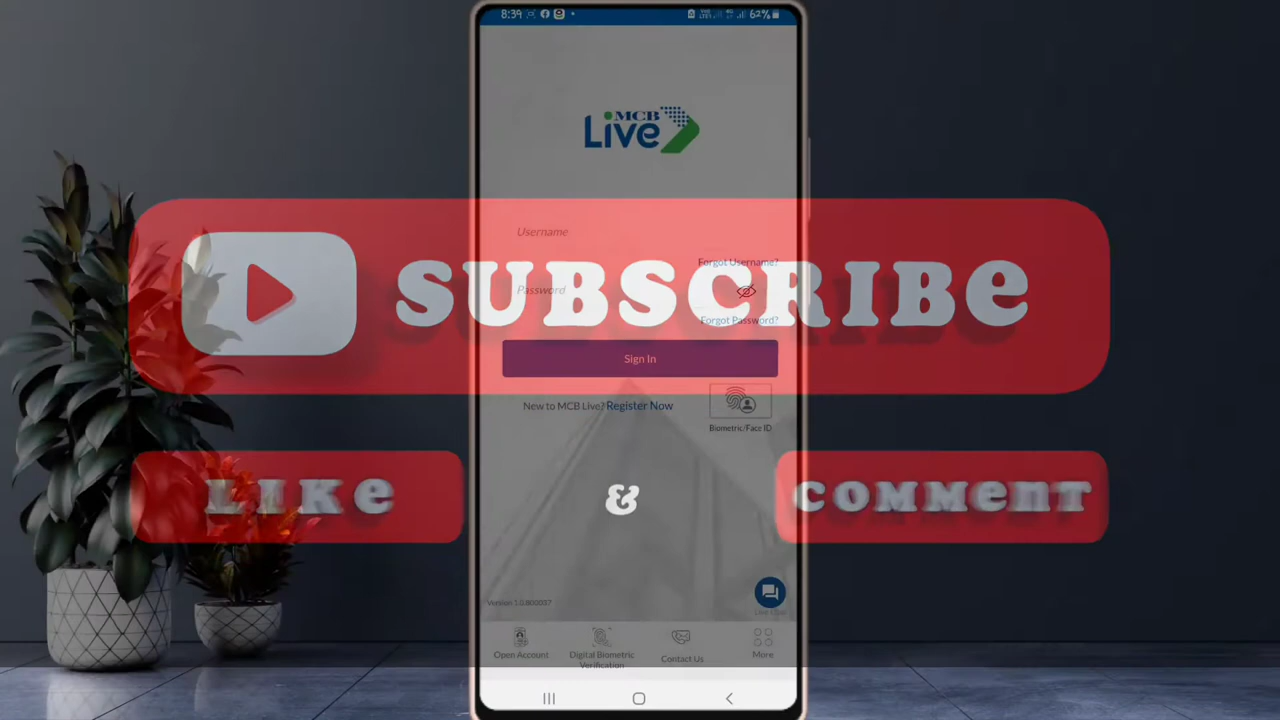 8:39
62%
MCB
Live
Username
Forgot Username?
SUBSCRIBE
Password
Forgot Password?
Sign In
New to MCB Live? Register Now
Biometric/Face ID
LIKE
&
COMMENT
Open Account
Digital Biometric
Verification
Contact Us
More